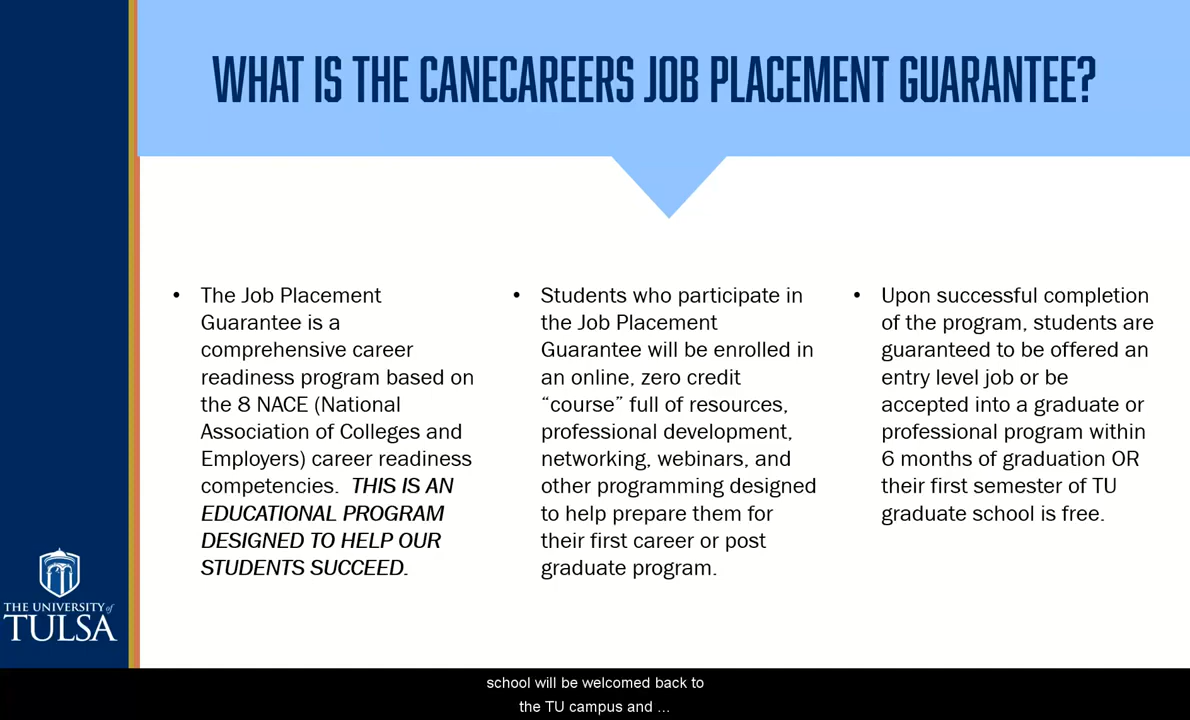 WHAT IS THE CANECAREERS JOB PLACEMENT GUARANTEE?
• The Job Placement
Guarantee is a
comprehensive career
readiness program based on
the 8 NACE (National
Association of Colleges and
Employers) career readiness
competencies. THIS IS AN
EDUCATIONAL PROGRAM
DESIGNED TO HELP OUR
STUDENTS SUCCEED.
• Students who participate in
the Job Placement
Guarantee will be enrolled in
an online, zero credit
“course” full of resources,
professional development,
networking, webinars, and
other programming designed
to help prepare them for
their first career or post
graduate program.
• Upon successful completion
of the program, students are
guaranteed to be offered an
entry level job or be
accepted into a graduate or
professional program within
6 months of graduation OR
their first semester of TU
graduate school is free.
THE UNIVERSITY of
TULSA
school will be welcomed back to
the TU campus and ...